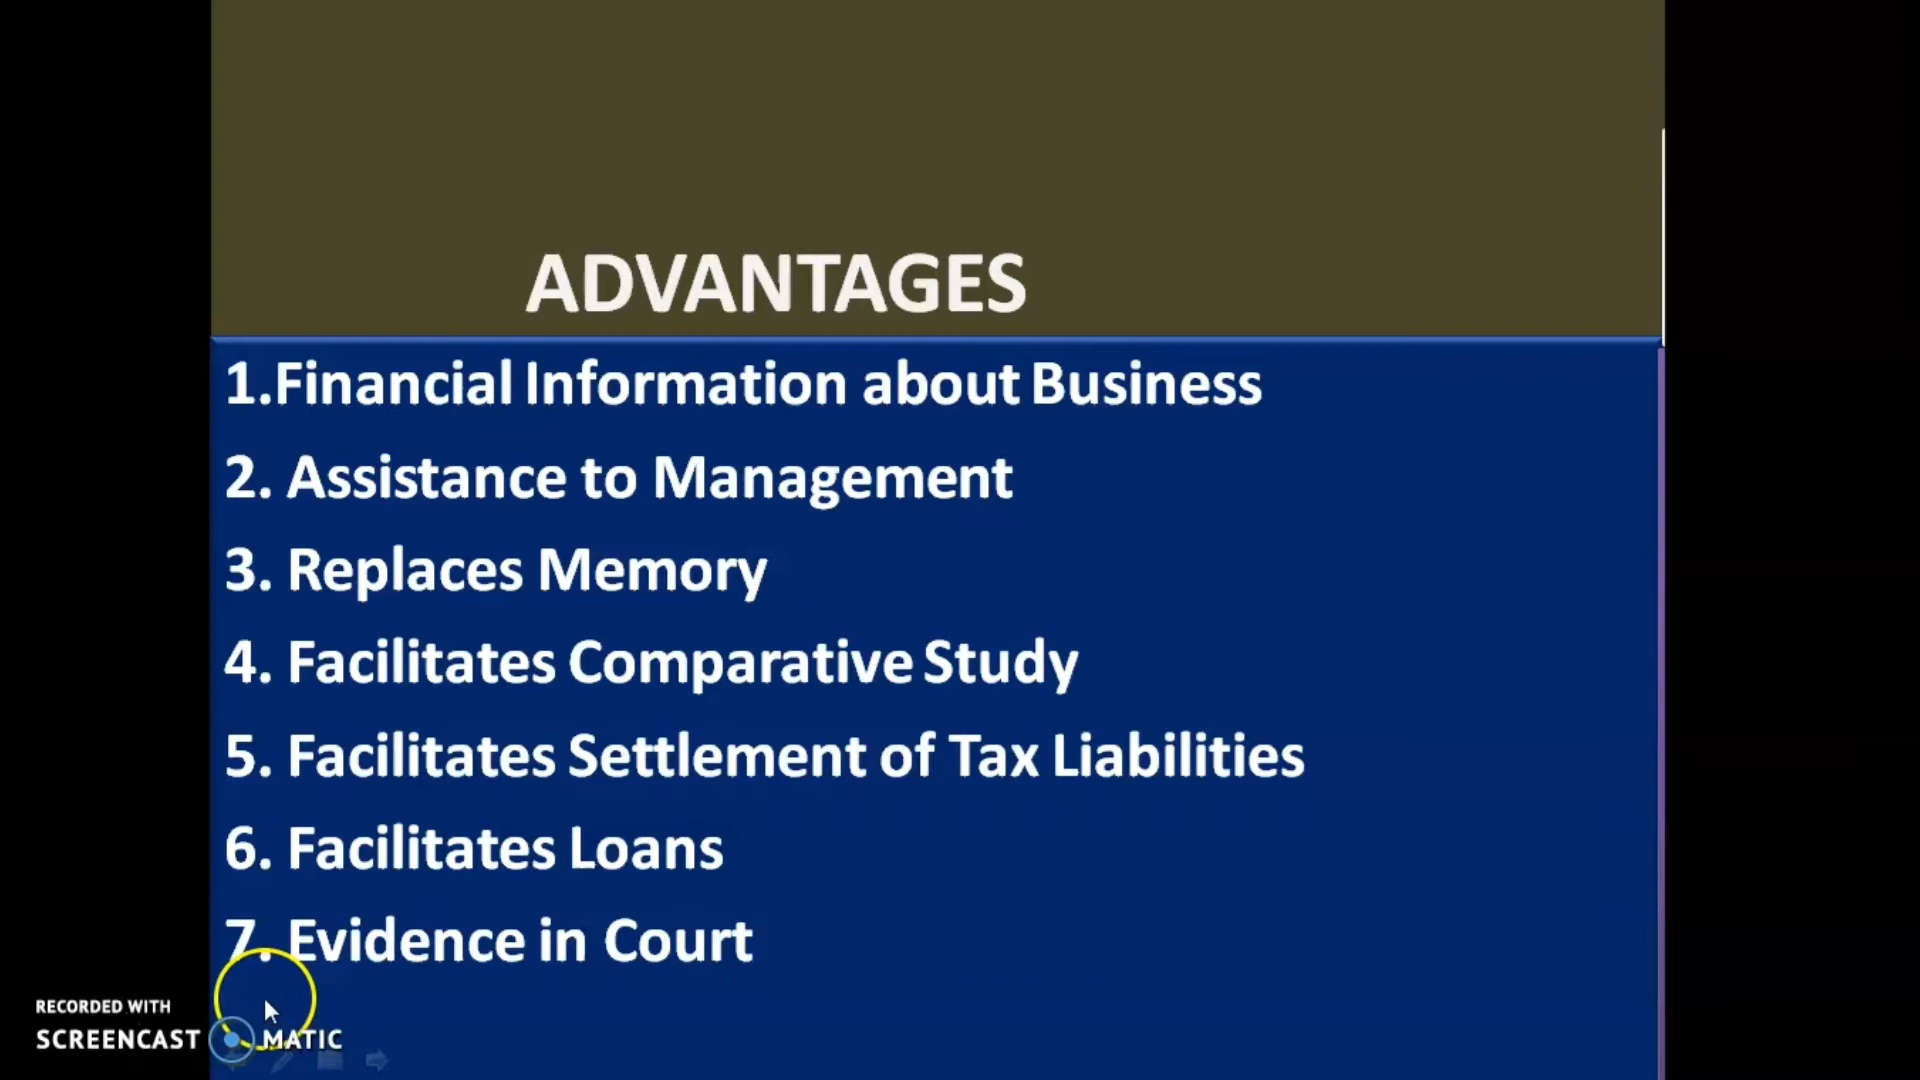 ADVANTAGES
1.Financial Information about Business
2. Assistance to Management
3. Replaces Memory
4. Facilitates Comparative Study
5. Facilitates Settlement of Tax Liabilities
6. Facilitates Loans
7. Evidence in Court
RECORDED WITH
SCREENCAST MATIC